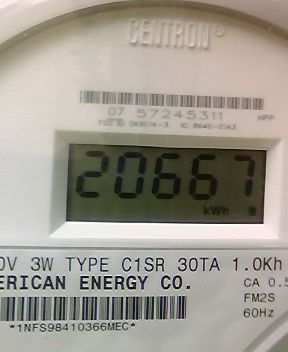 CENTRON®
07 57245311
HPP
20667
kWh
0V 3W TYPE C1SR 30TA 1.0Kh
ERICAN ENERGY CO.
CA 0.5
FM2S
60Hz
*1NFS98410366MEC*